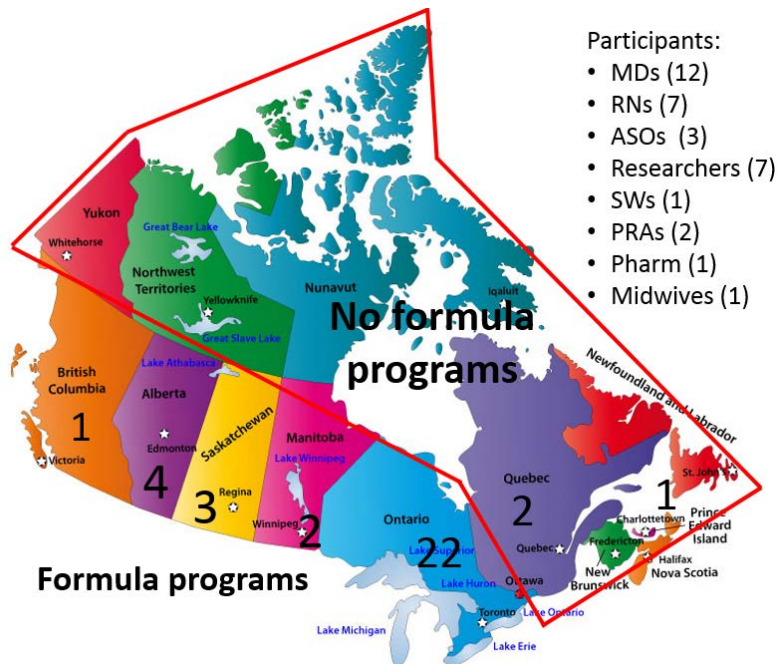 Participants:
• MDs (12)
• RNs (7)
• ASOs (3)
• Researchers (7)
• SWs (1)
• PRAs (2)
• Pharm (1)
• Midwives (1)
Yukon
Whitehorse
Great Bear Lake
Northwest
Territories
Yellowknife
Great Slave Lake
Nunavut
Iqaluit
No formula
programs
British
Columbia
1
Victoria
Lake Athabasca
Alberta
Edmonton
4
Saskatchewan
Regina
3
Manitoba
Lake Winnipeg
Winnipeg
2
Ontario
22
Lake Superior
Lake Huron
Ottawa
Toronto
Lake Ontario
Lake Michigan
Lake Erie
Quebec
2
Quebec
Newfoundland and Labrador
St. John's
1
Charlottetown
Prince
Edward
Island
Fredericton
New
Brunswick
Halifax
Nova Scotia
Formula programs